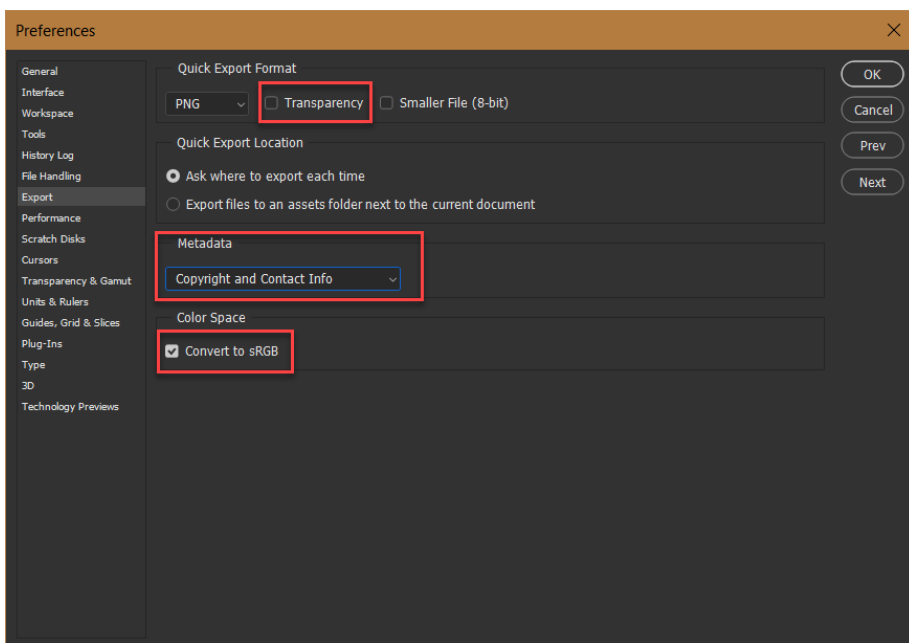 Preferences
General
Interface
Workspace
Tools
History Log
File Handling
Export
Performance
Scratch Disks
Cursors
Transparency & Gamut
Units & Rulers
Guides, Grid & Slices
Plug-Ins
Type
3D
Technology Previews
Quick Export Format
PNG Transparency Smaller File (8-bit)
Quick Export Location
Ask where to export each time
Export files to an assets folder next to the current document
Metadata
Copyright and Contact Info
Color Space
Convert to sRGB
OK
Cancel
Prev
Next